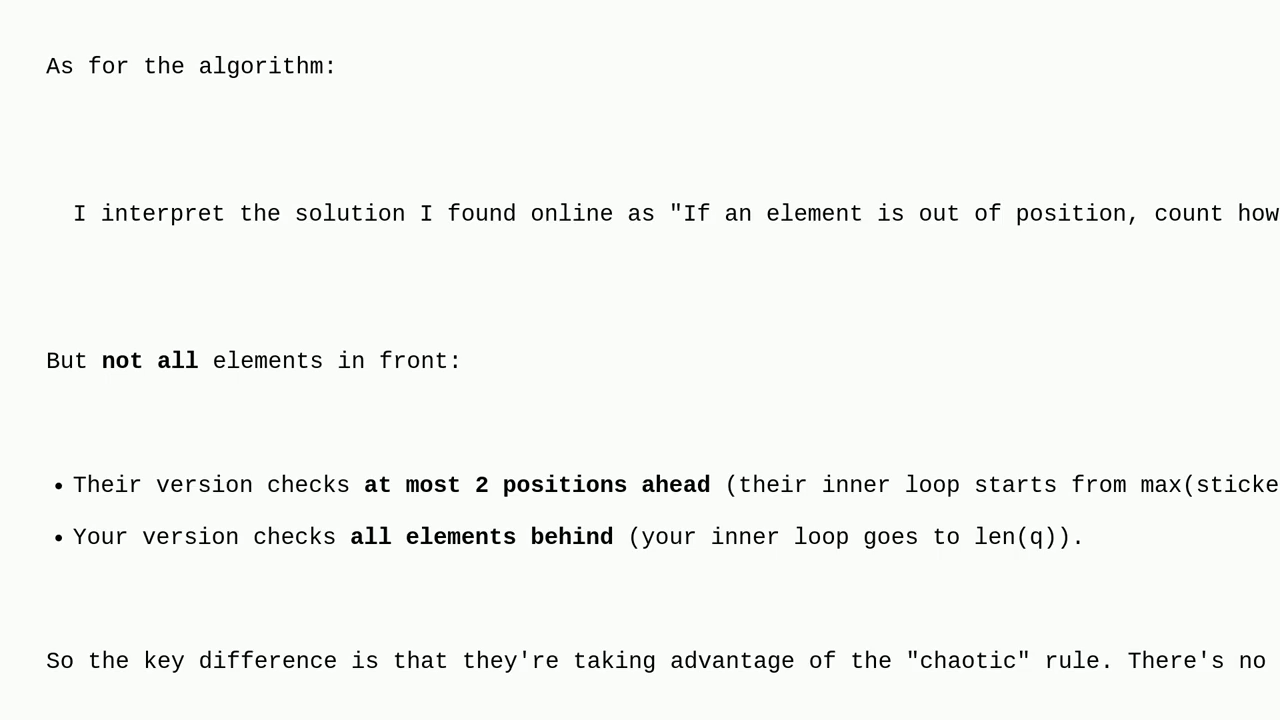 As for the algorithm:
I interpret the solution I found online as "If an element is out of position, count how
But not all elements in front:
• Their version checks at most 2 positions ahead (their inner loop starts from max(sticke
• Your version checks all elements behind (your inner loop goes to len(q)).
So the key difference is that they're taking advantage of the "chaotic" rule. There's no